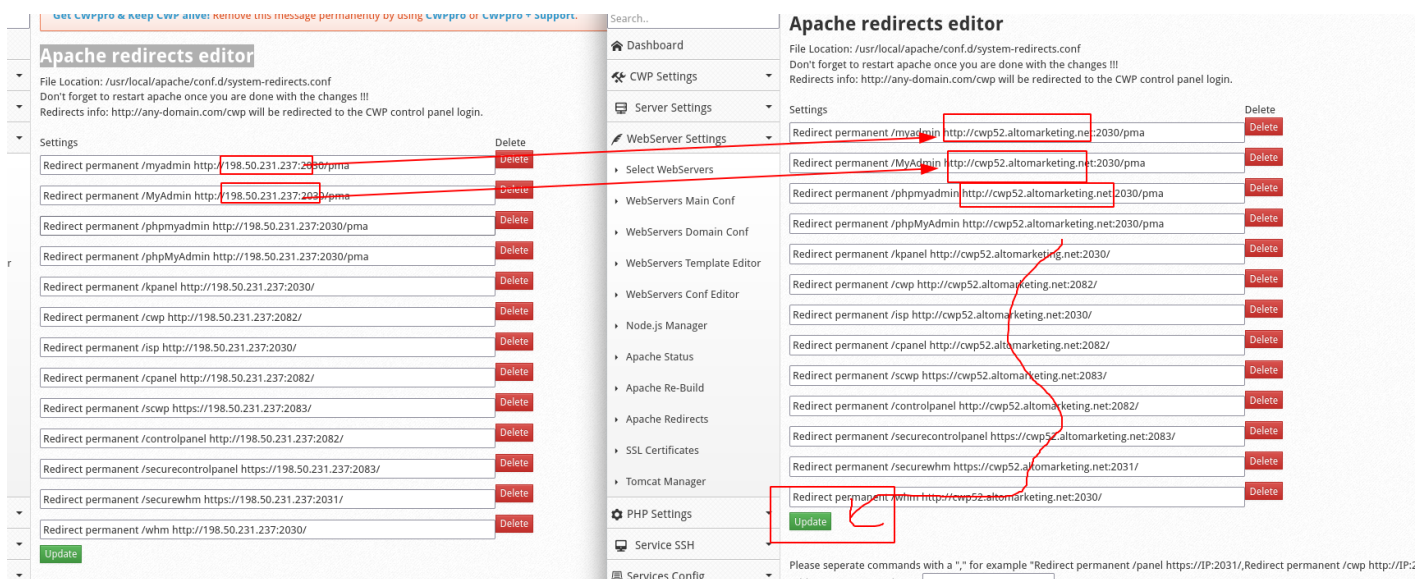 Get CWPpro & Keep CWP alive! Remove this message permanently by using CWPpro or CWPpro + Support.
Apache redirects editor
File Location: /usr/local/apache/conf.d/system-redirects.conf
Don't forget to restart apache once you are done with the changes !!!
Redirects info: http://any-domain.com/cwp will be redirected to the CWP control panel login.
Settings Delete
Redirect permanent /myadmin http://198.50.231.237:2030/pma Delete
Redirect permanent /MyAdmin http://198.50.231.237:2030/pma Delete
Redirect permanent /phpmyadmin http://198.50.231.237:2030/pma Delete
Redirect permanent /phpMyAdmin http://198.50.231.237:2030/pma Delete
Redirect permanent /kpanel http://198.50.231.237:2030/ Delete
Redirect permanent /cwp http://198.50.231.237:2082/ Delete
Redirect permanent /isp http://198.50.231.237:2030/ Delete
Redirect permanent /cpanel http://198.50.231.237:2082/ Delete
Redirect permanent /scwp https://198.50.231.237:2083/ Delete
Redirect permanent /controlpanel http://198.50.231.237:2082/ Delete
Redirect permanent /securecontrolpanel https://198.50.231.237:2083/ Delete
Redirect permanent /securewhm https://198.50.231.237:2031/ Delete
Redirect permanent /whm http://198.50.231.237:2030/ Delete
Update
r
Search..
Dashboard
CWP Settings
Server Settings
WebServer Settings
Select WebServers
WebServers Main Conf
WebServers Domain Conf
WebServers Template Editor
WebServers Conf Editor
Node.js Manager
Apache Status
Apache Re-Build
Apache Redirects
SSL Certificates
Tomcat Manager
PHP Settings
Service SSH
Services Config
Apache redirects editor
File Location: /usr/local/apache/conf.d/system-redirects.conf
Don't forget to restart apache once you are done with the changes !!!
Redirects info: http://any-domain.com/cwp will be redirected to the CWP control panel login.
Settings Delete
Redirect permanent /myadmin http://cwp52.altomarketing.net:2030/pma Delete
Redirect permanent /MyAdmin http://cwp52.altomarketing.net:2030/pma Delete
Redirect permanent /phpmyadmin http://cwp52.altomarketing.net:2030/pma Delete
Redirect permanent /phpMyAdmin http://cwp52.altomarketing.net:2030/pma Delete
Redirect permanent /kpanel http://cwp52.altomarketing.net:2030/ Delete
Redirect permanent /cwp http://cwp52.altomarketing.net:2082/ Delete
Redirect permanent /isp http://cwp52.altomarketing.net:2030/ Delete
Redirect permanent /cpanel http://cwp52.altomarketing.net:2082/ Delete
Redirect permanent /scwp https://cwp52.altomarketing.net:2083/ Delete
Redirect permanent /controlpanel http://cwp52.altomarketing.net:2082/ Delete
Redirect permanent /securecontrolpanel https://cwp52.altomarketing.net:2083/ Delete
Redirect permanent /securewhm https://cwp52.altomarketing.net:2031/ Delete
Redirect permanent /whm http://cwp52.altomarketing.net:2030/ Delete
Update
Please seperate commands with a "," for example "Redirect permanent /panel https://IP:2031/,Redirect permanent /cwp http://IP:2